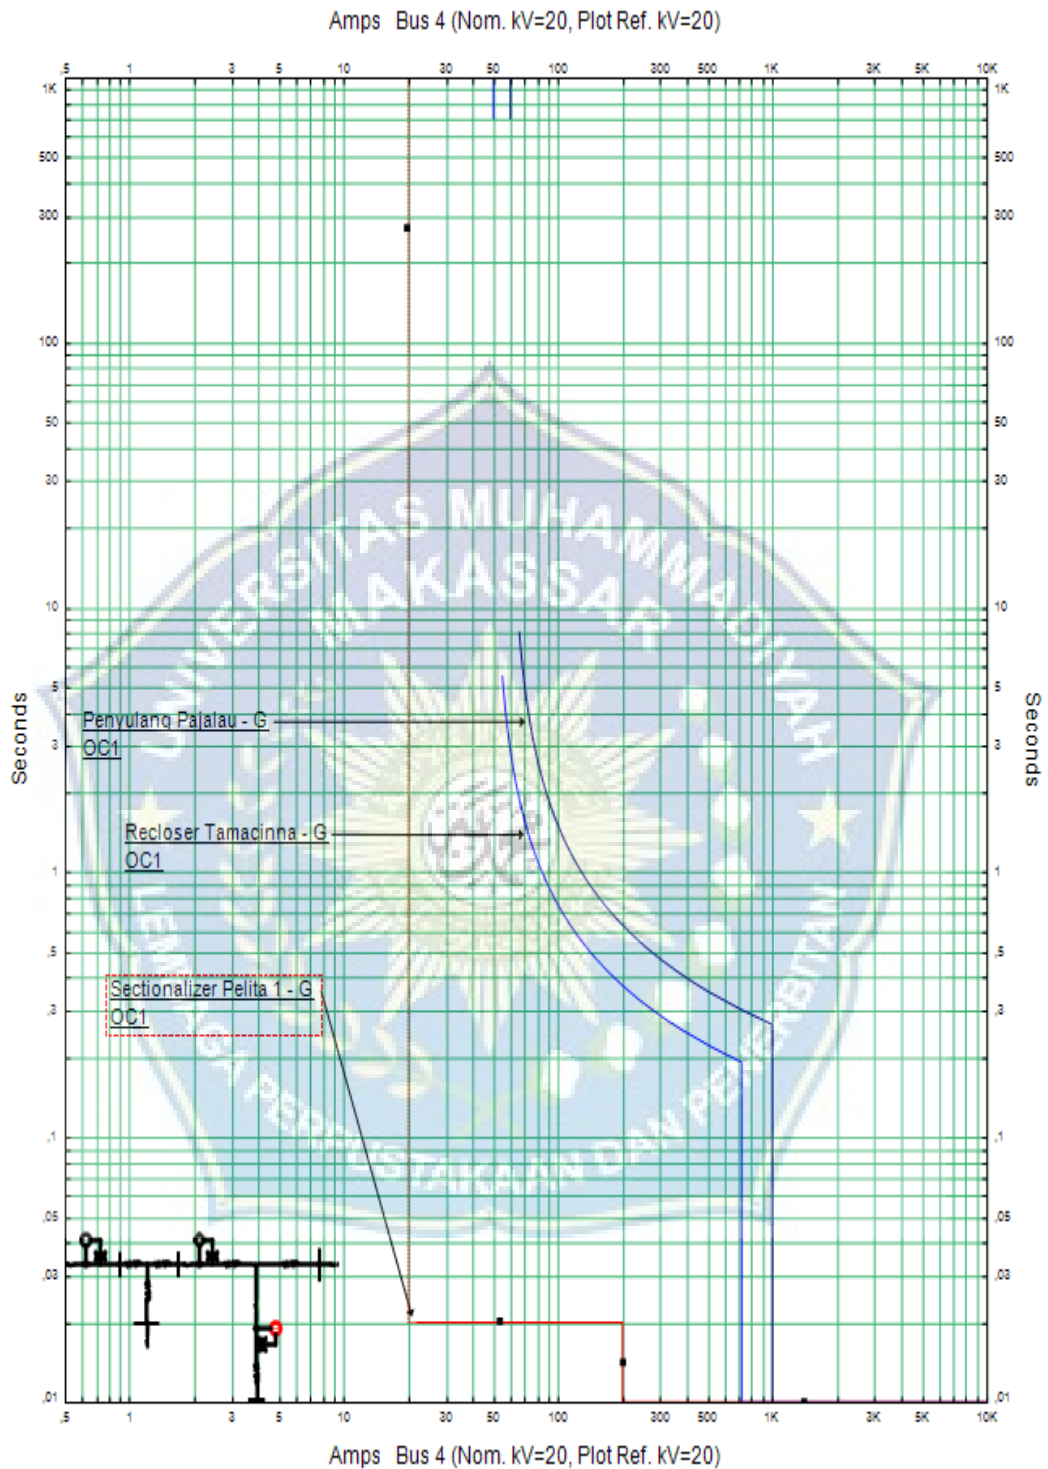 Amps Bus 4 (Nom. kV=20, Plot Ref. kV=20)
,5 1 3 5 10 30 50 100 300 500 1K 3K 5K 10K
1K 1K
500 500
300 300
100 100
50 50
30 30
UNIVERSITAS MUHAMMADIYAH
MAKASSAR
10 10
5 5
Penyulang Pajalau - G
OC1
3 3
Seconds Seconds
Recloser Tamacinna - G
OC1
1 1
,5 ,5
Sectionalizer Pelita 1 - G
OC1
,3 ,3
LEMBAGA PERPUSTAKAAN DAN PENERBITAN
,1 ,1
,05 ,05
,03 ,03
,01 ,01
,5 1 3 5 10 30 50 100 300 500 1K 3K 5K 10K
Amps Bus 4 (Nom. kV=20, Plot Ref. kV=20)